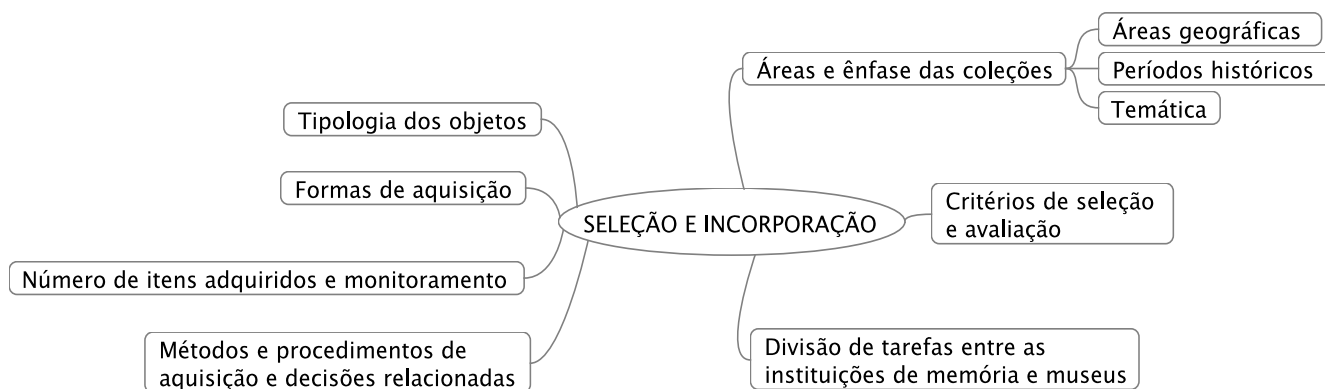 Áreas geográficas
Áreas e ênfase das coleções
Períodos históricos
Temática
Tipologia dos objetos
Formas de aquisição
SELEÇÃO E INCORPORAÇÃO
Critérios de seleção
e avaliação
Número de itens adquiridos e monitoramento
Métodos e procedimentos de
aquisição e decisões relacionadas
Divisão de tarefas entre as
instituições de memória e museus